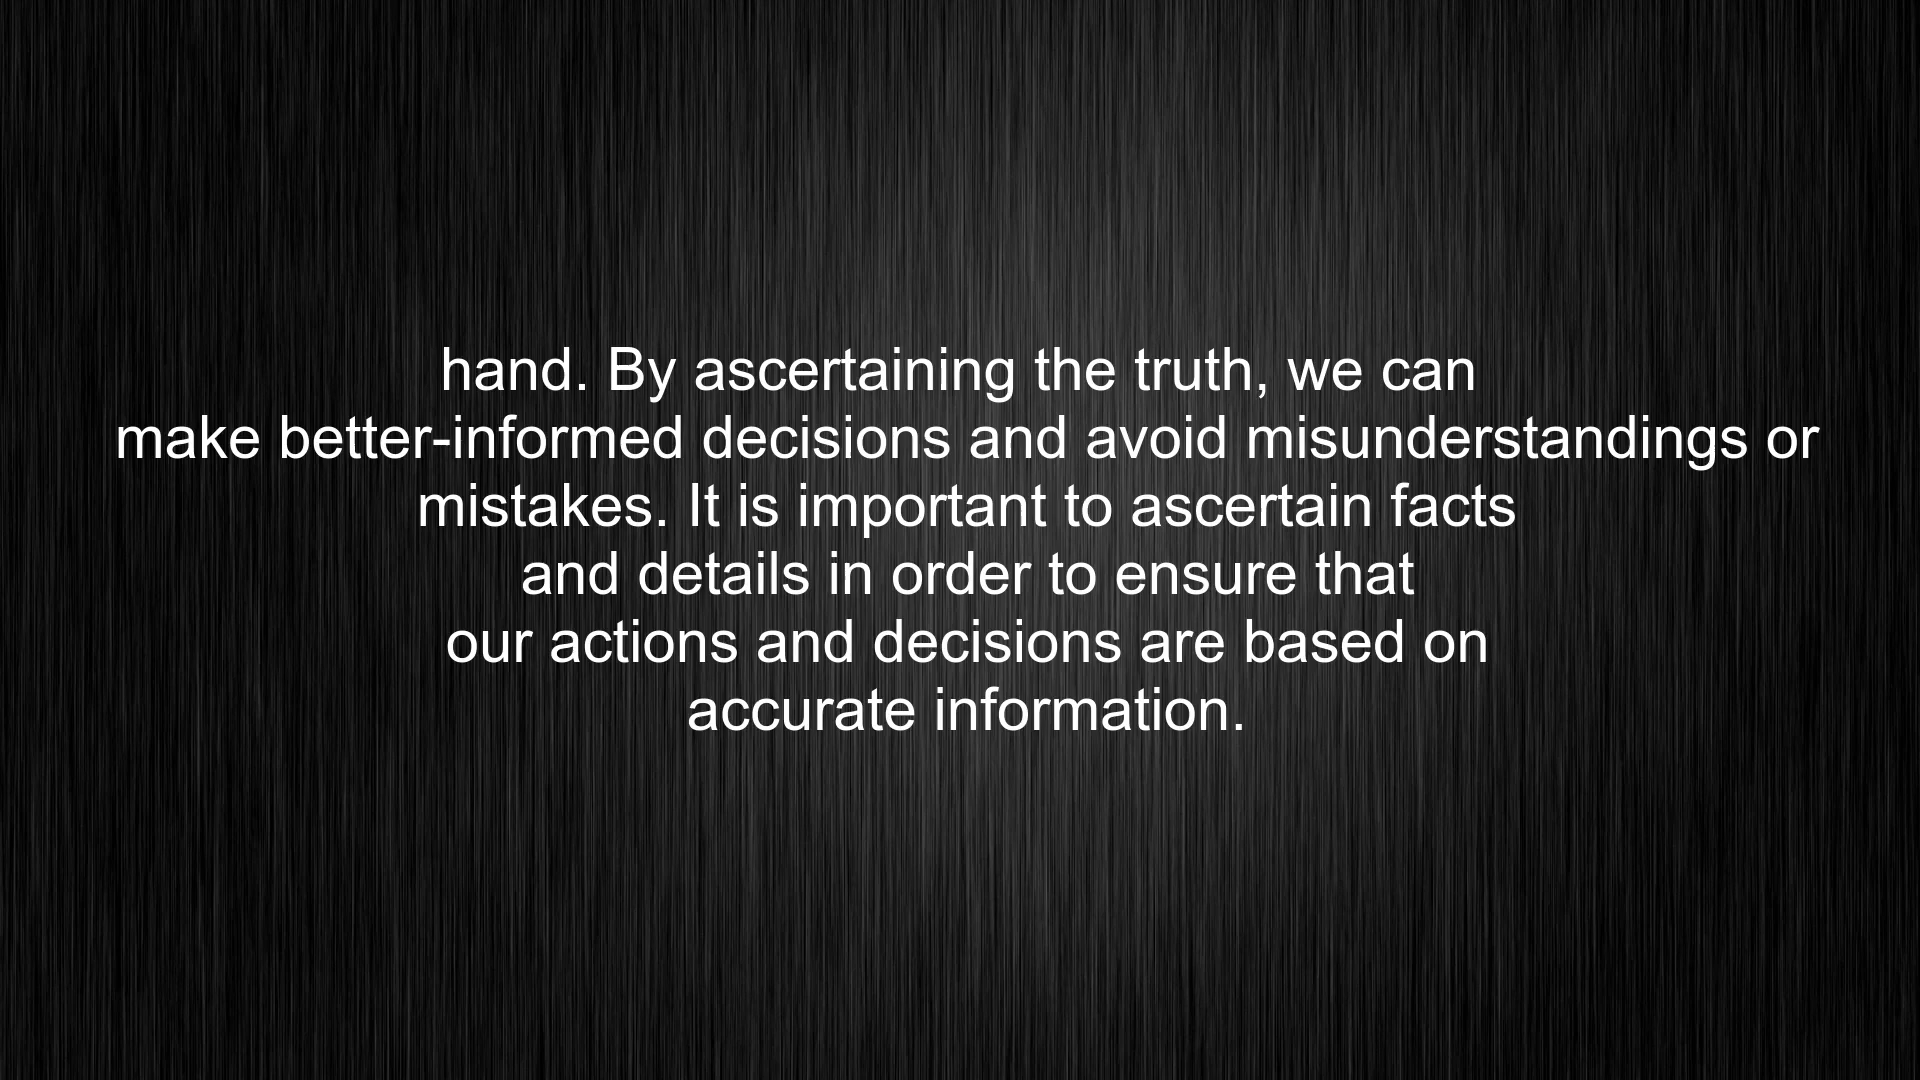 hand. By ascertaining the truth, we can
make better-informed decisions and avoid misunderstandings or
mistakes. It is important to ascertain facts
and details in order to ensure that
our actions and decisions are based on
accurate information.